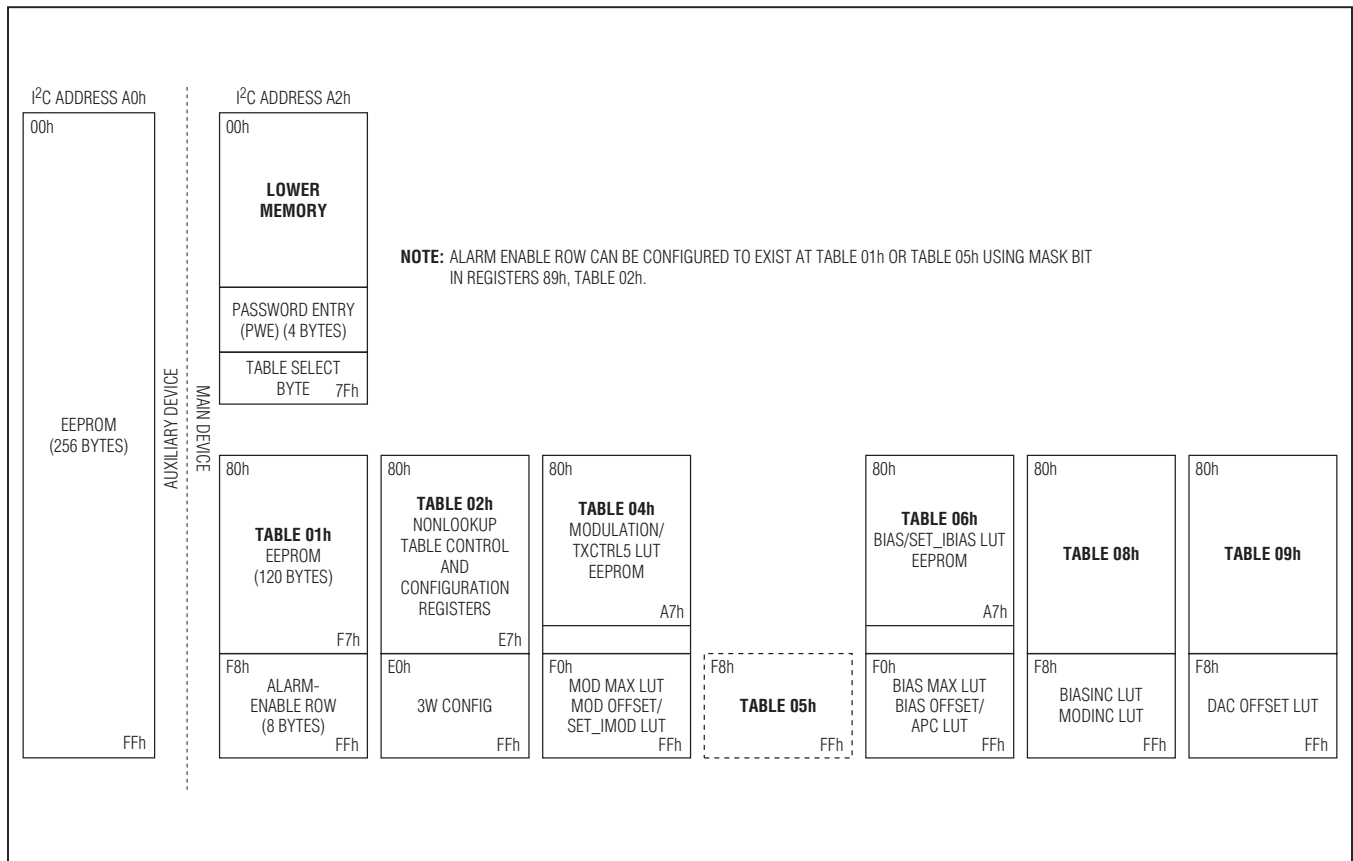 I2C ADDRESS A0h
00h
EEPROM
(256 BYTES)
FFh
AUXILIARY DEVICE
MAIN DEVICE
I2C ADDRESS A2h
00h
LOWER
MEMORY
PASSWORD ENTRY
(PWE) (4 BYTES)
TABLE SELECT
BYTE 7Fh
NOTE: ALARM ENABLE ROW CAN BE CONFIGURED TO EXIST AT TABLE 01h OR TABLE 05h USING MASK BIT
IN REGISTERS 89h, TABLE 02h.
80h
TABLE 01h
EEPROM
(120 BYTES)
F7h
F8h
ALARM-
ENABLE ROW
(8 BYTES)
FFh
80h
TABLE 02h
NONLOOKUP
TABLE CONTROL
AND
CONFIGURATION
REGISTERS
E7h
E0h
3W CONFIG
FFh
80h
TABLE 04h
MODULATION/
TXCTRL5 LUT
EEPROM
A7h
F0h
MOD MAX LUT
MOD OFFSET/
SET_IMOD LUT
FFh
F8h
TABLE 05h
FFh
80h
TABLE 06h
BIAS/SET_IBIAS LUT
EEPROM
A7h
F0h
BIAS MAX LUT
BIAS OFFSET/
APC LUT
FFh
80h
TABLE 08h
F8h
BIASINC LUT
MODINC LUT
FFh
80h
TABLE 09h
F8h
DAC OFFSET LUT
FFh